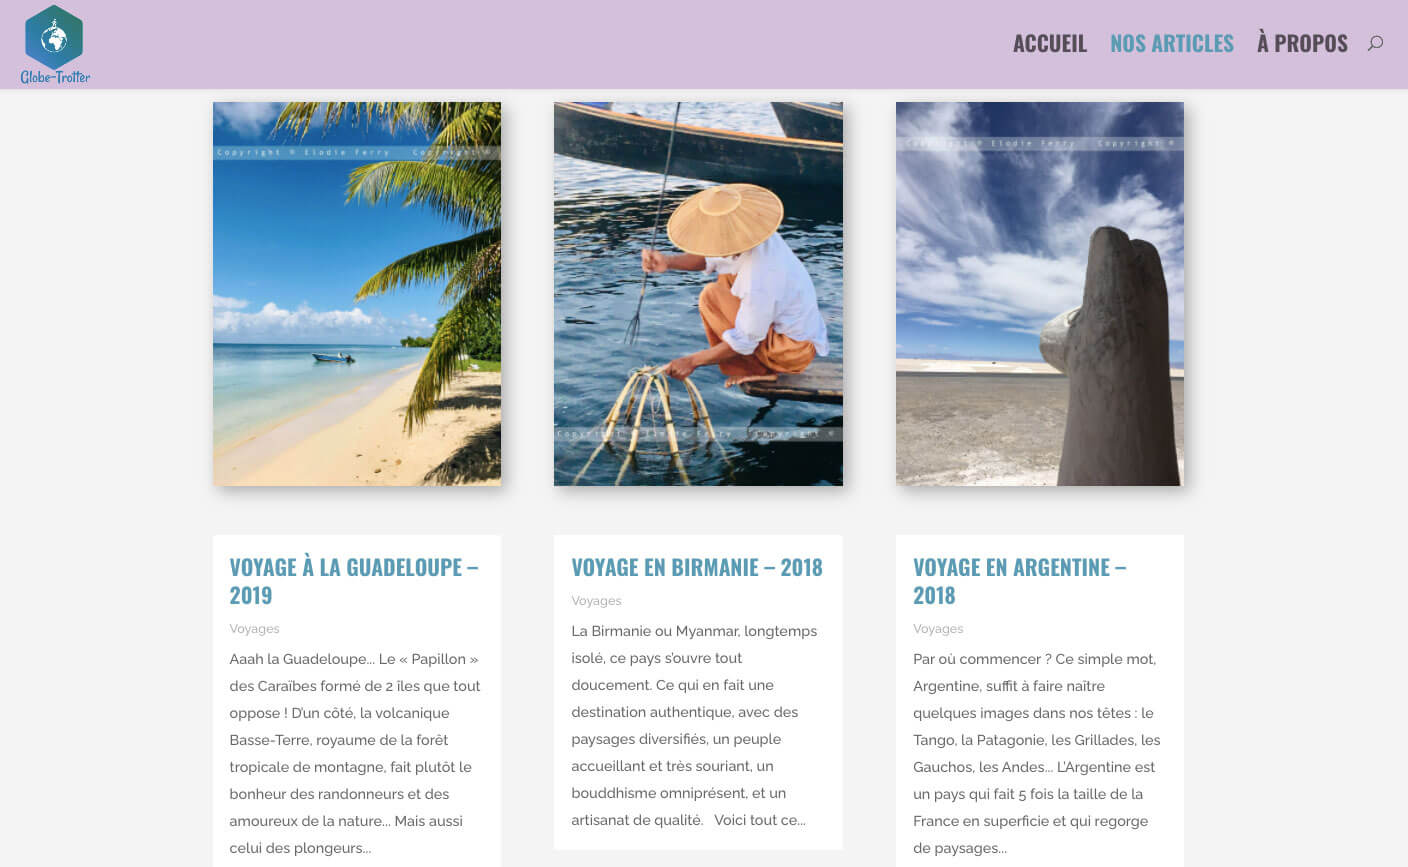 Globe-Trotter
ACCUEIL NOS ARTICLES À PROPOS
Copyright © Elodie Ferry Copyright ©
Copyright © Elodie Ferry Copyright ©
Copyright © Elodie Ferry Copyright ©
VOYAGE À LA GUADELOUPE –
2019
Voyages
Aaah la Guadeloupe... Le « Papillon »
des Caraïbes formé de 2 îles que tout
oppose ! D’un côté, la volcanique
Basse-Terre, royaume de la forêt
tropicale de montagne, fait plutôt le
bonheur des randonneurs et des
amoureux de la nature... Mais aussi
celui des plongeurs...
VOYAGE EN BIRMANIE – 2018
Voyages
La Birmanie ou Myanmar, longtemps
isolé, ce pays s’ouvre tout
doucement. Ce qui en fait une
destination authentique, avec des
paysages diversifiés, un peuple
accueillant et très souriant, un
bouddhisme omniprésent, et un
artisanat de qualité. Voici tout ce...
VOYAGE EN ARGENTINE –
2018
Voyages
Par où commencer ? Ce simple mot,
Argentine, suffit à faire naître
quelques images dans nos têtes : le
Tango, la Patagonie, les Grillades, les
Gauchos, les Andes... L’Argentine est
un pays qui fait 5 fois la taille de la
France en superficie et qui regorge
de paysages...